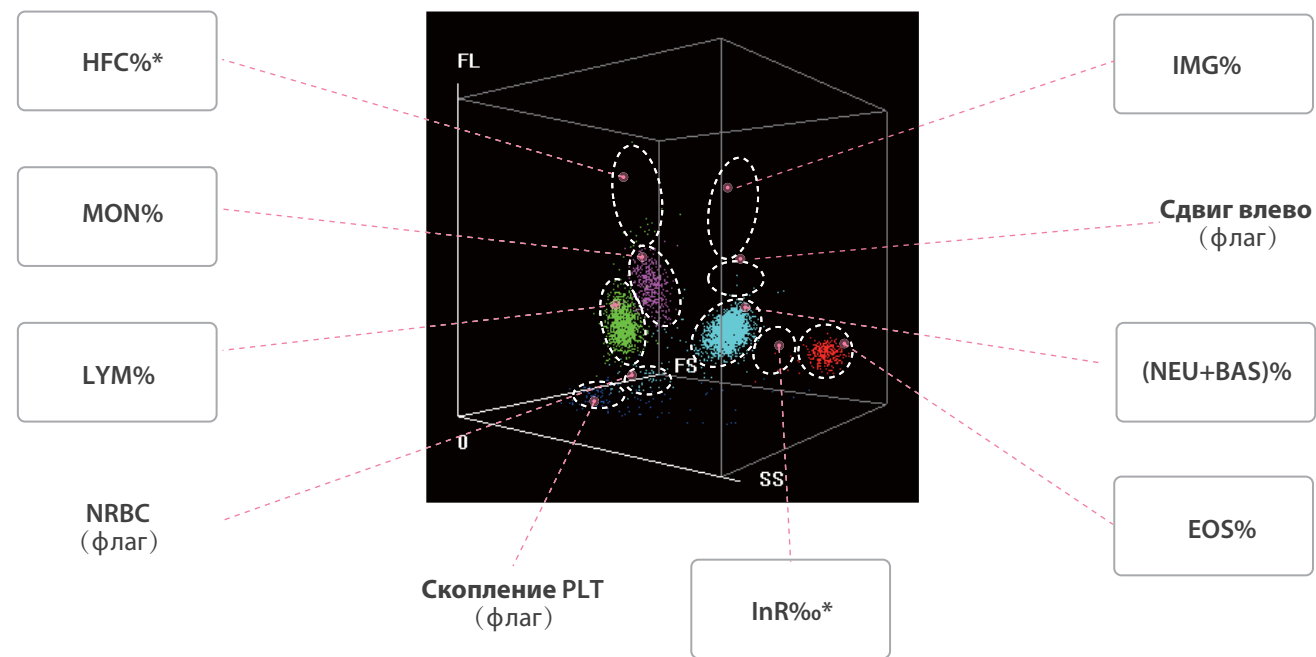 HFC%*
IMG%
FL
MON%
Сдвиг влево
(флаг)
LYM%
FS
(NEU+BAS)%
0
SS
NRBC
(флаг)
EOS%
Скопление PLT
(флаг)
InR‰*